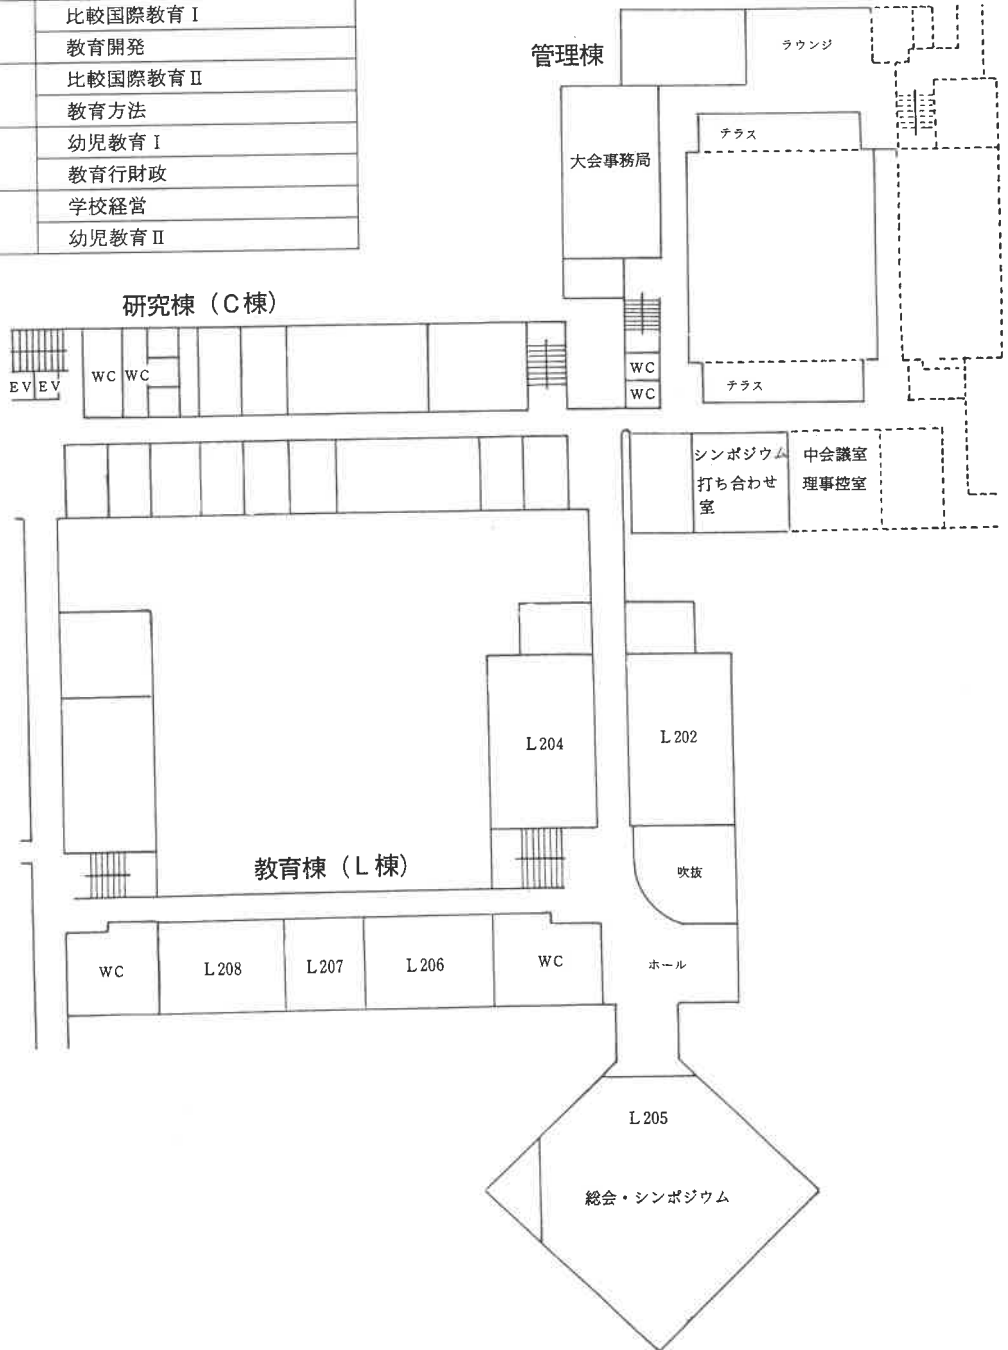 比較国際教育Ⅰ
教育開発
比較国際教育Ⅱ
教育方法
幼児教育Ⅰ
教育行財政
学校経営
幼児教育Ⅱ
管理棟
ラウンジ
テラス
大会事務局
研究棟（C棟）
EV EV
WC WC
WC
WC
テラス
シンポジウム
打ち合わせ
室
中会議室
理事控室
L204
L202
教育棟（L棟）
吹抜
WC
L208
L207
L206
WC
ホール
L205
総会・シンポジウム